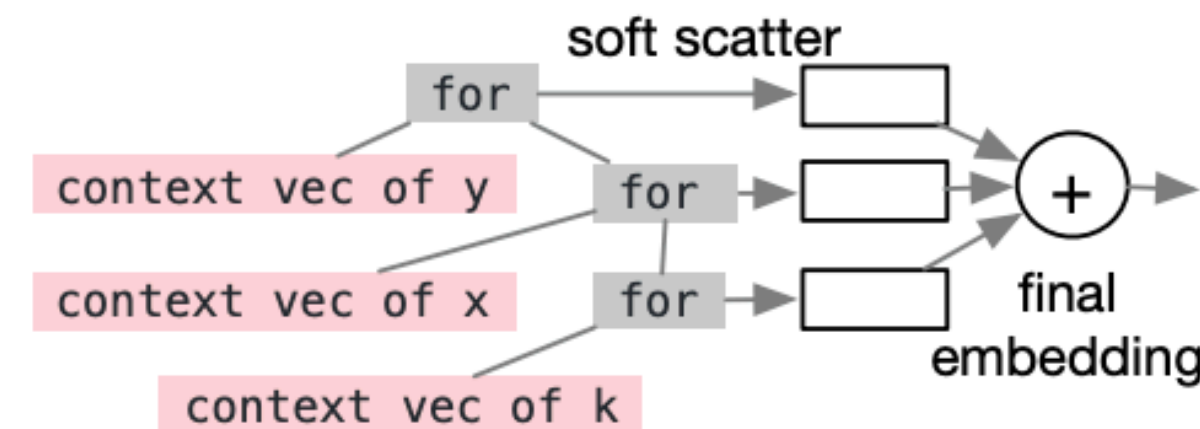 soft scatter
for
context vec of y
for
context vec of x
for
+
final
embedding
context vec of k